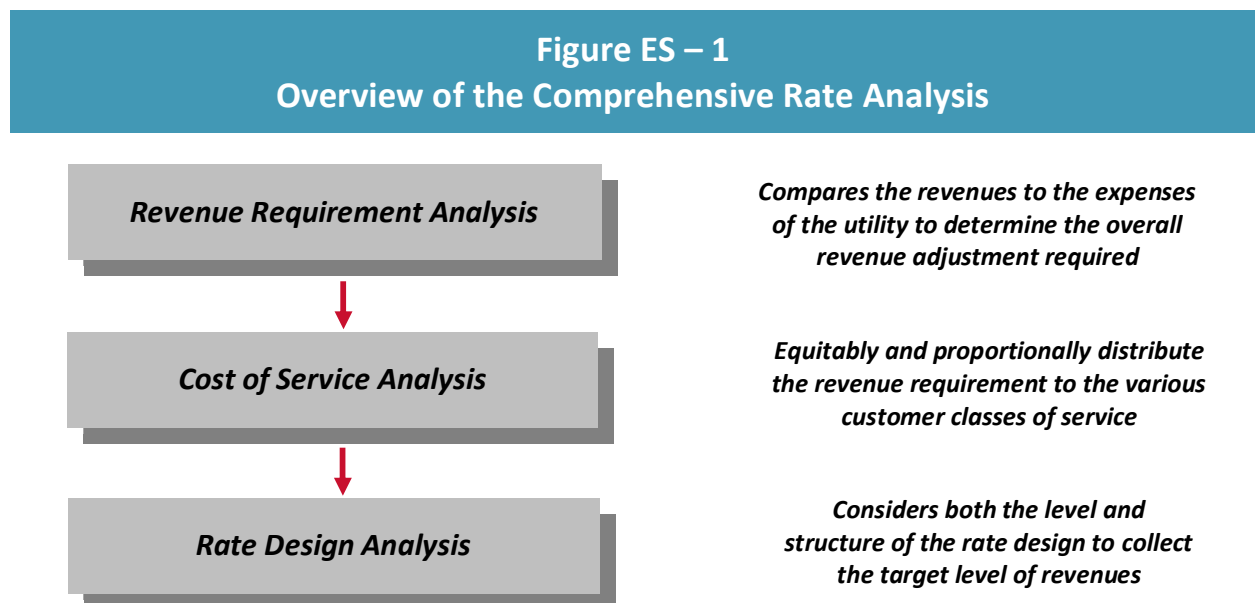 Figure ES – 1
Overview of the Comprehensive Rate Analysis
Revenue Requirement Analysis
Compares the revenues to the expenses
of the utility to determine the overall
revenue adjustment required
Cost of Service Analysis
Equitably and proportionally distribute
the revenue requirement to the various
customer classes of service
Rate Design Analysis
Considers both the level and
structure of the rate design to collect
the target level of revenues